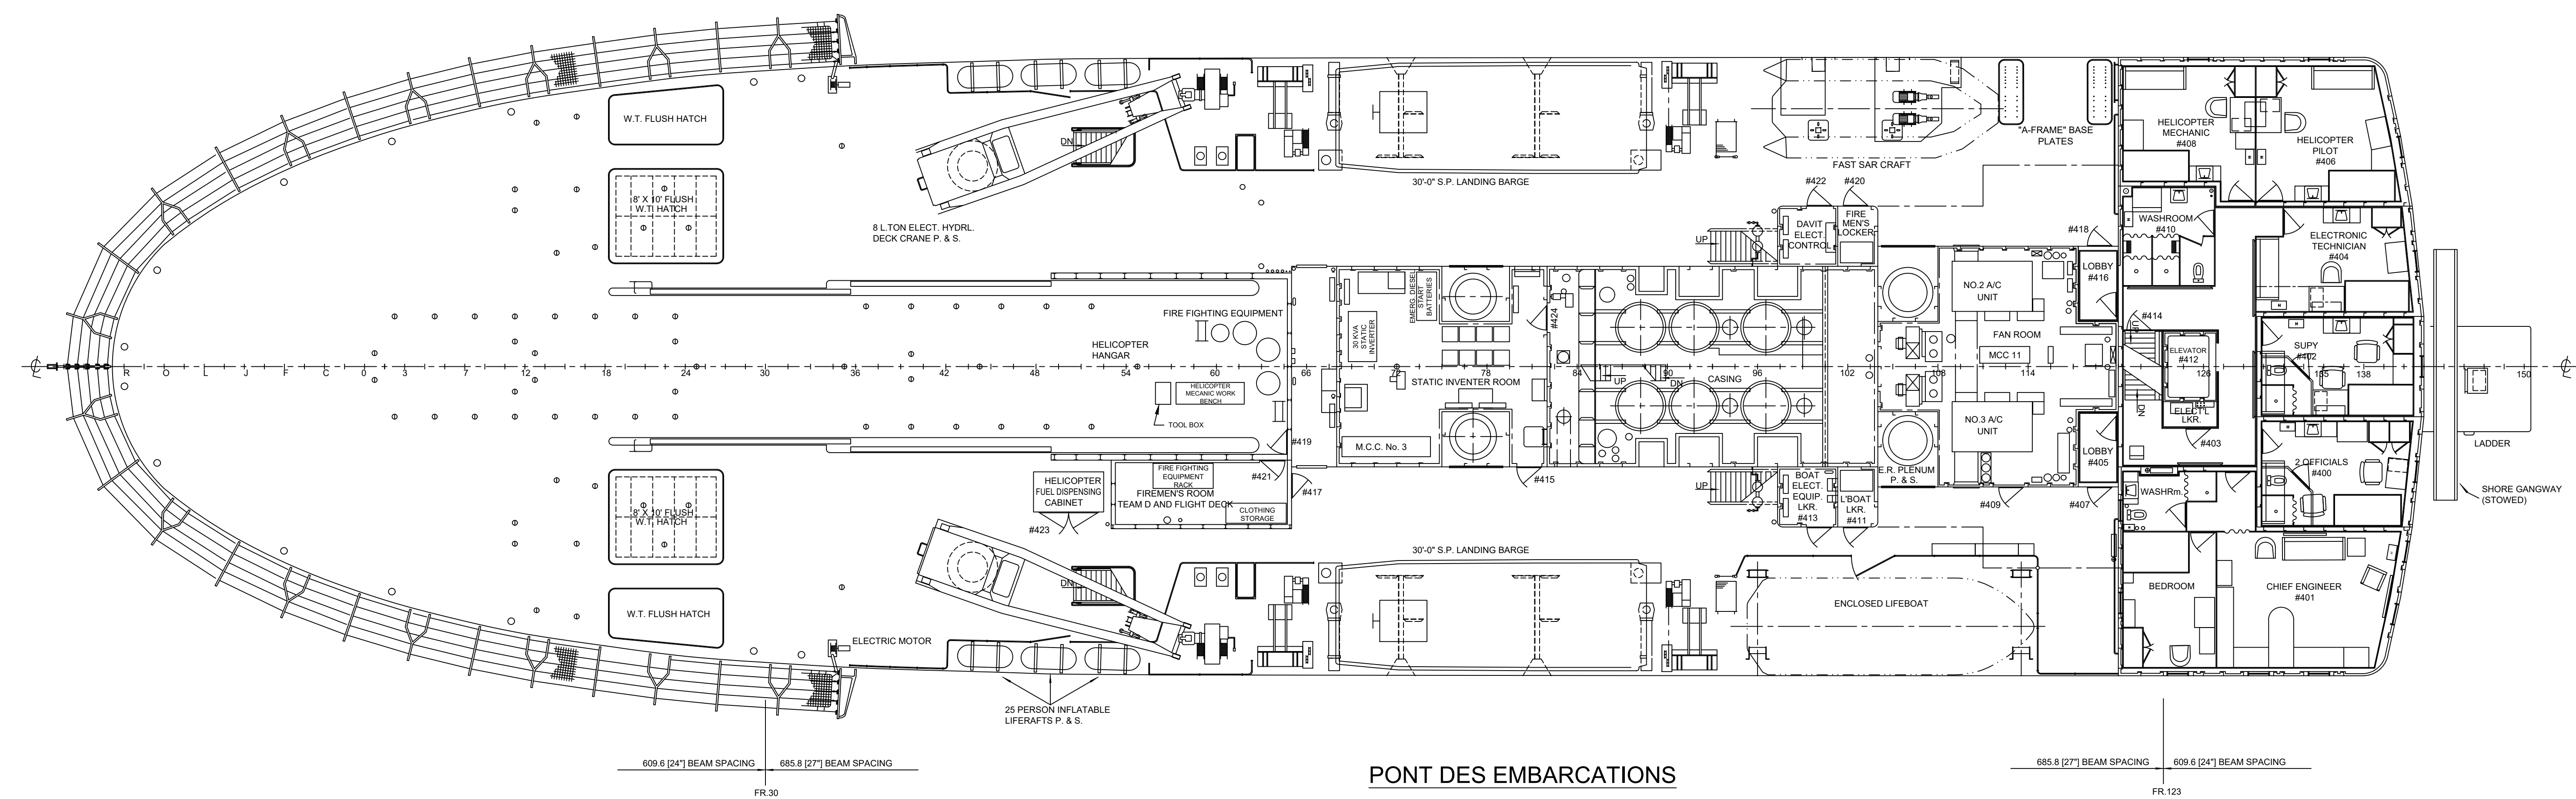 W.T. FLUSH HATCH
8' X 10' FLUSH
W.T. HATCH
8 L.TON ELECT. HYDRL.
DECK CRANE P. & S.
DN
30'-0" S.P. LANDING BARGE
FAST SAR CRAFT
"A-FRAME" BASE
PLATES
#422
#420
DAVIT
ELECT.
CONTROL
FIRE
MEN'S
LOCKER
UP
#418
HELICOPTER
MECHANIC
#408
HELICOPTER
PILOT
#406
WASHROOM
#410
ELECTRONIC
TECHNICIAN
#404
LOBBY
#416
#414
UP
ELEVATOR
#412
SUPY
#402
DN
ELECT'L
LKR.
#403
2 OFFICIALS
#400
LADDER
SHORE GANGWAY
(STOWED)
FIRE FIGHTING EQUIPMENT
HELICOPTER
HANGAR
HELICOPTER
MECANIC WORK
BENCH
TOOL BOX
EMERG. DIESEL
START
BATTERIES
30 KVA
STATIC
INVERTER
#424
STATIC INVENTER ROOM
M.C.C. No. 3
UP
DN
CASING
NO.2 A/C
UNIT
FAN ROOM
MCC 11
NO.3 A/C
UNIT
LOBBY
#405
E.R. PLENUM
P. & S.
℄ R O L J F C 0 3 7 12 18 24 30 36 42 48 54 60 66 72 78 84 90 96 102 108 114 126 135 138 150 ℄
#419
#421
#417
#415
#409
#407
HELICOPTER
FUEL DISPENSING
CABINET
#423
FIRE FIGHTING
EQUIPMENT
RACK
FIREMEN'S ROOM
TEAM D AND FLIGHT DECK
CLOTHING
STORAGE
UP
BOAT
ELECT.
EQUIP.
LKR.
#413
L'BOAT
LKR.
#411
WASHRm.
BEDROOM
CHIEF ENGINEER
#401
8' X 10' FLUSH
W.T. HATCH
W.T. FLUSH HATCH
DN
30'-0" S.P. LANDING BARGE
ENCLOSED LIFEBOAT
ELECTRIC MOTOR
25 PERSON INFLATABLE
LIFERAFTS P. & S.
609.6 [24"] BEAM SPACING
685.8 [27"] BEAM SPACING
FR.30
PONT DES EMBARCATIONS
685.8 [27"] BEAM SPACING
609.6 [24"] BEAM SPACING
FR.123